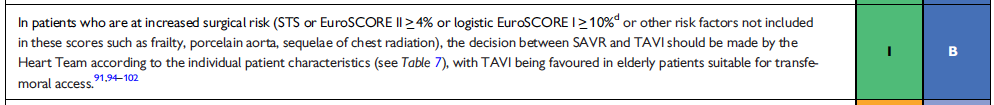 In patients who are at increased surgical risk (STS or EuroSCORE II ≥ 4% or logistic EuroSCORE I ≥ 10%d or other risk factors not included
in these scores such as frailty, porcelain aorta, sequelae of chest radiation), the decision between SAVR and TAVI should be made by the
Heart Team according to the individual patient characteristics (see Table 7), with TAVI being favoured in elderly patients suitable for transfe-
moral access.91,94–102
I
B